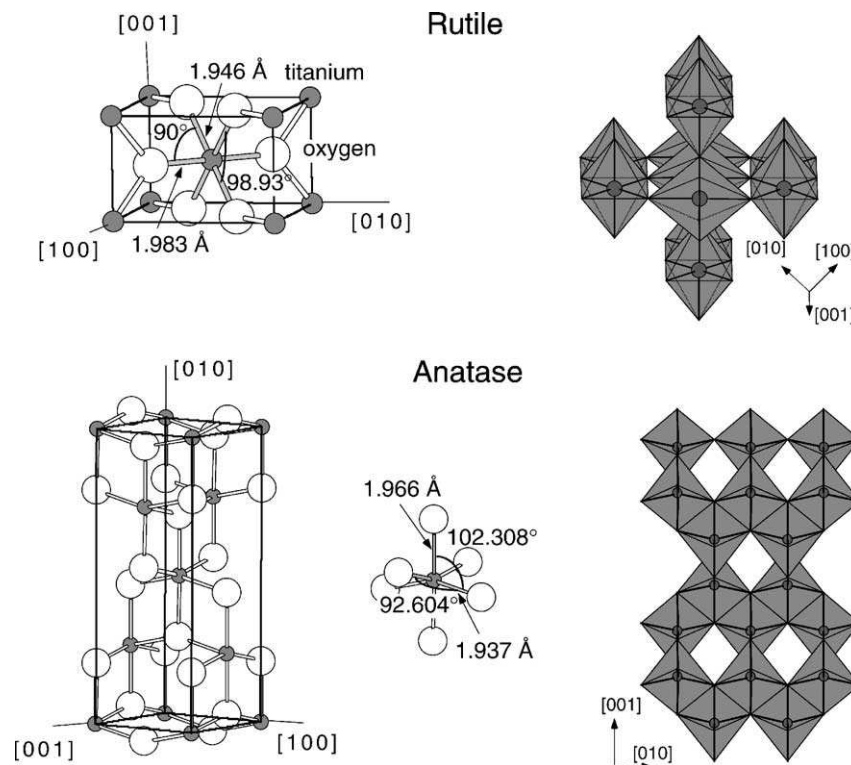 Rutile
[001]
1.946 Å
titanium
90°
oxygen
98.93°
[010]
[100]
1.983 Å
[010]
[100]
[001]
Anatase
[010]
1.966 Å
102.308°
92.604°
1.937 Å
[001]
[100]
[001]
[010]